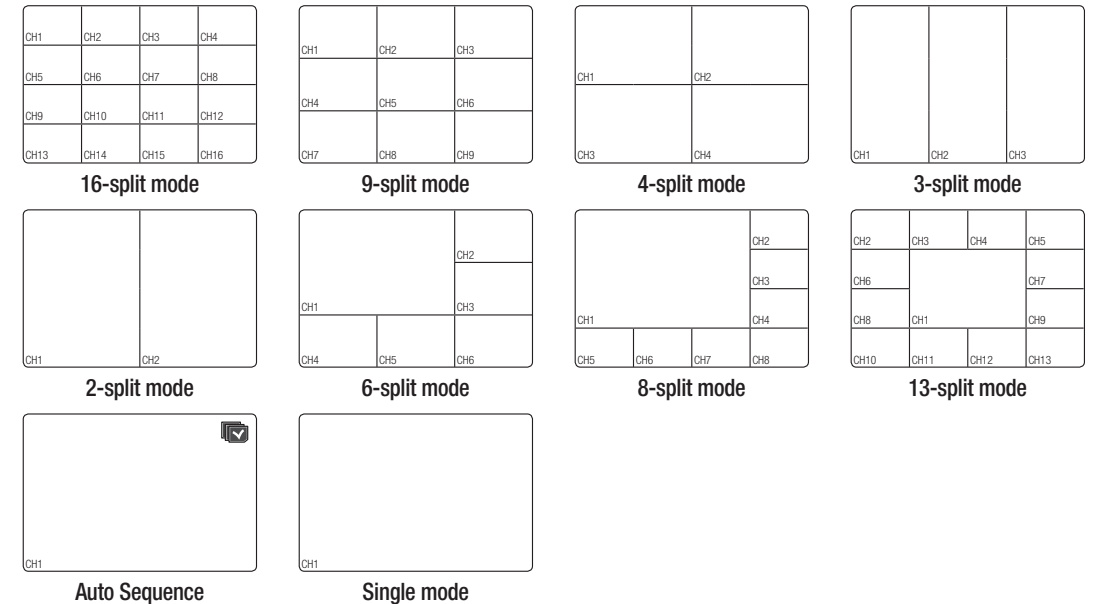 CH1 CH2 CH3 CH4
CH5 CH6 CH7 CH8
CH9 CH10 CH11 CH12
CH13 CH14 CH15 CH16
16-split mode
CH1 CH2 CH3
CH4 CH5 CH6
CH7 CH8 CH9
9-split mode
CH1 CH2
CH3 CH4
4-split mode
CH1 CH2 CH3
3-split mode
CH1 CH2
2-split mode
CH2
CH1 CH3
CH4 CH5 CH6
6-split mode
CH2
CH3
CH1 CH4
CH5 CH6 CH7 CH8
8-split mode
CH2 CH3 CH4 CH5
CH6 CH7
CH8 CH1 CH9
CH10 CH11 CH12 CH13
13-split mode
CH1
Auto Sequence
CH1
Single mode